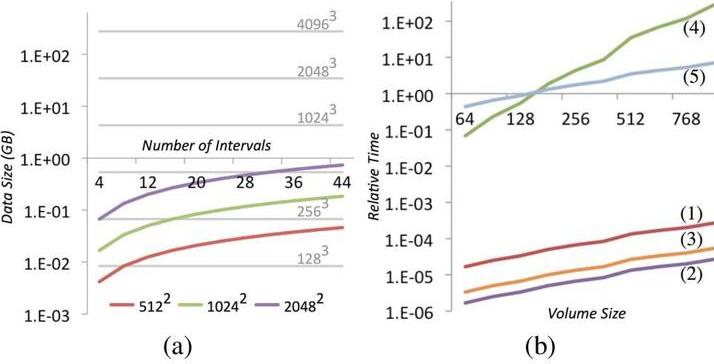 4096³
1.E+02
2048³
1.E+01
1024³
Number of Intervals
1.E+00
4 12 20 28 36 44
256³
1.E-01
128³
1.E-02
512² 1024² 2048²
1.E-03
Data Size (GB)
(a)
1.E+02
(4)
1.E+01
(5)
1.E+00
64 128 256 512 768
1.E-01
1.E-02
1.E-03
(1)
1.E-04
(3)
1.E-05
(2)
1.E-06
Volume Size
Relative Time
(b)